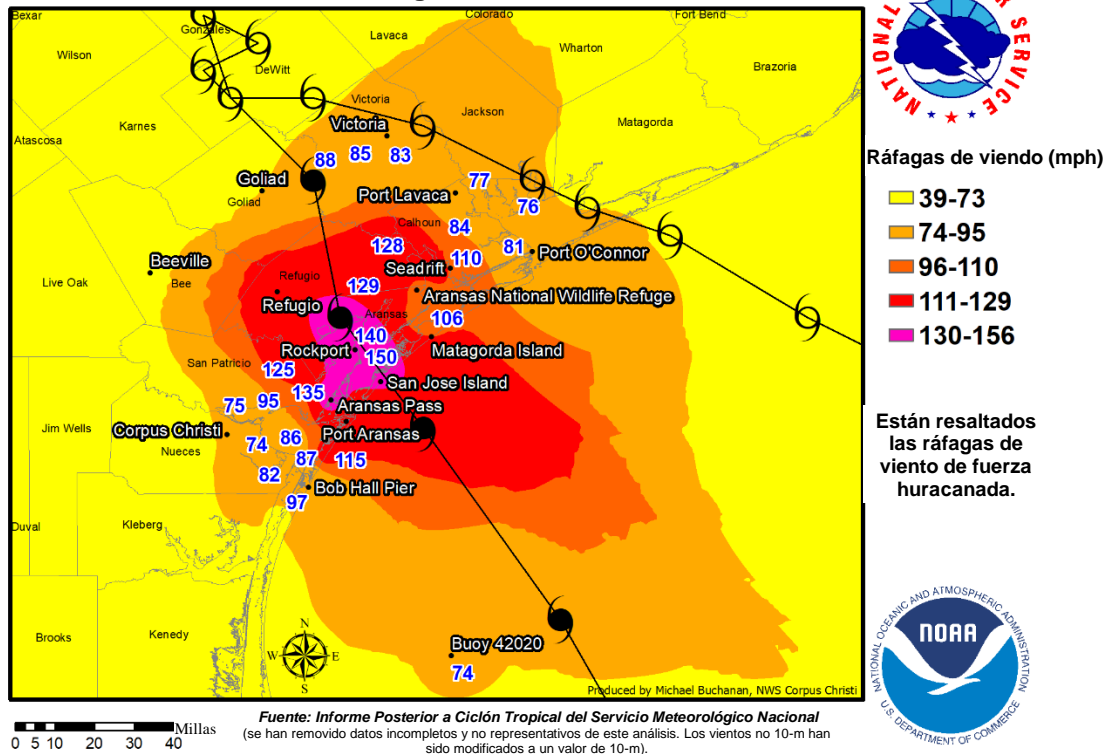 Colorado
Fort Bend
Bexar
Gonzales
Lavaca
Wharton
Wilson
DeWitt
Brazoria
Victoria
Jackson
Matagorda
Karnes
Atascosa
Victoria
88
85
83
Goliad
Goliad
77
Port Lavaca
76
Calhoun
84
128
81
Port O'Connor
110
Seadrift
Beeville
Bee
Live Oak
Refugio
129
Aransas National Wildlife Refuge
Refugio
Aransas
106
140
Rockport
150
Matagorda Island
San Patricio
125
San Jose Island
135
95
75
Aransas Pass
Jim Wells
Corpus Christi
Nueces
74
86
Port Aransas
87
115
82
Bob Hall Pier
97
Duval
Kleberg
Brooks
Kenedy
N
W
E
S
Buoy 42020
74
Produced by Michael Buchanan, NWS Corpus Christi
NATIONAL
SERVICE
Ráfagas de viendo (mph)
39-73
74-95
96-110
111-129
130-156
Están resaltados
las ráfagas de
viento de fuerza
huracanada.
NATIONAL OCEANIC AND ATMOSPHERIC ADMINISTRATION
NOAA
U.S. DEPARTMENT OF COMMERCE
0 5 10 20 30 40
Millas
Fuente: Informe Posterior a Ciclón Tropical del Servicio Meteorológico Nacional
(se han removido datos incompletos y no representativos de este análisis. Los vientos no 10-m han
sido modificados a un valor de 10-m).